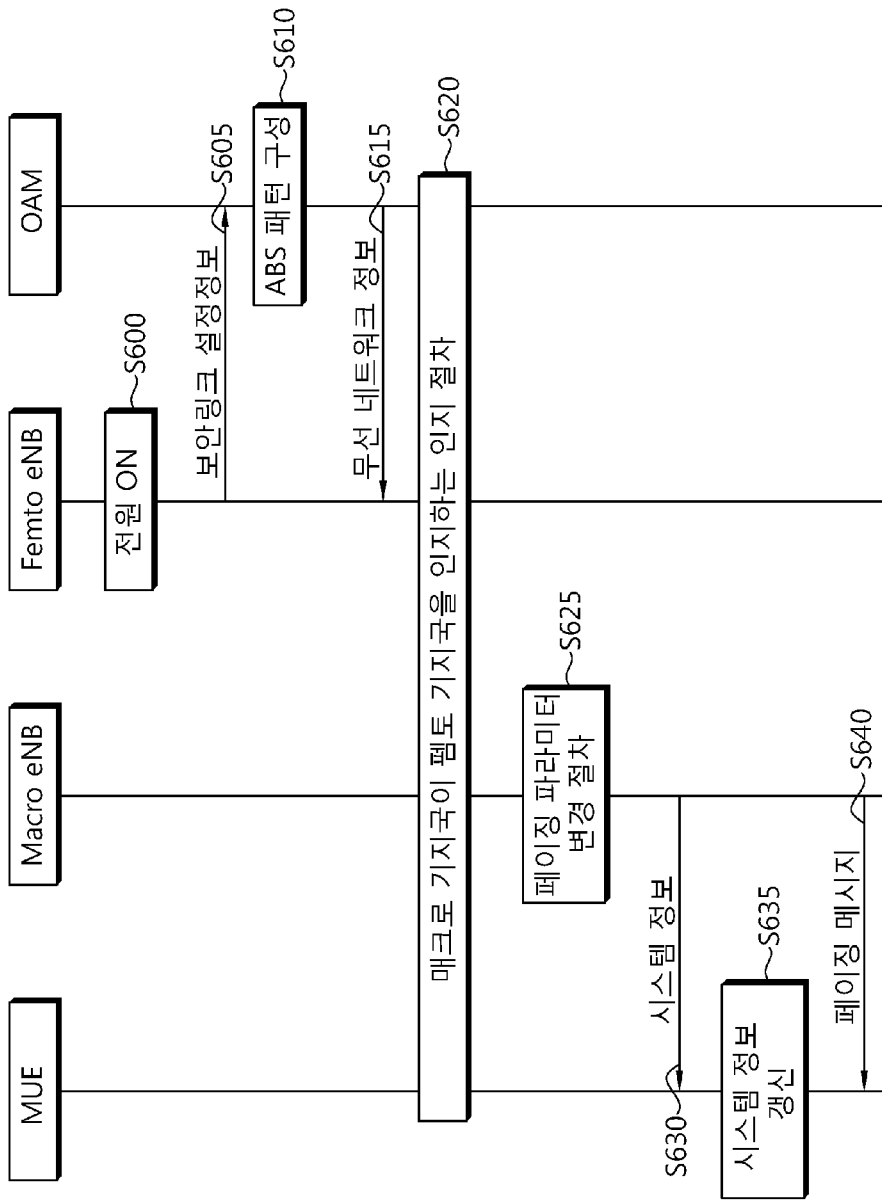 MUE
Macro eNB
Femto eNB
OAM
전원 ON
S600
보안링크 설정정보
S605
ABS 패턴 구성
S610
무선 네트워크 정보
S615
매크로 기지국이 펨토 기지국을 인지하는 인지 절차
S620
페이징 파라미터
변경 절차
S625
시스템 정보
S630
시스템 정보
갱신
S635
페이징 메시지
S640